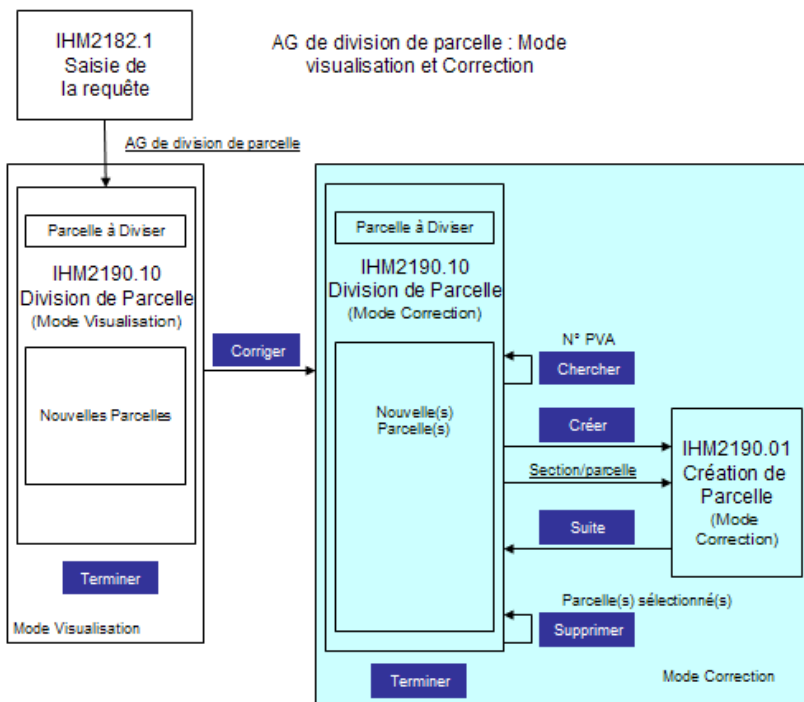 IHM2182.1
Saisie de
la requête
AG de division de parcelle : Mode
visualisation et Correction
AG de division de parcelle
Parcelle à Diviser
IHM2190.10
Division de Parcelle
(Mode Visualisation)
Nouvelles Parcelles
Terminer
Mode Visualisation
Corriger
Parcelle à Diviser
IHM2190.10
Division de Parcelle
(Mode Correction)
Nouvelle(s)
Parcelle(s)
N° PVA
Chercher
Créer
Section/parcelle
Suite
IHM2190.01
Création de
Parcelle
(Mode
Correction)
Parcelle(s) sélectionné(s)
Supprimer
Terminer
Mode Correction